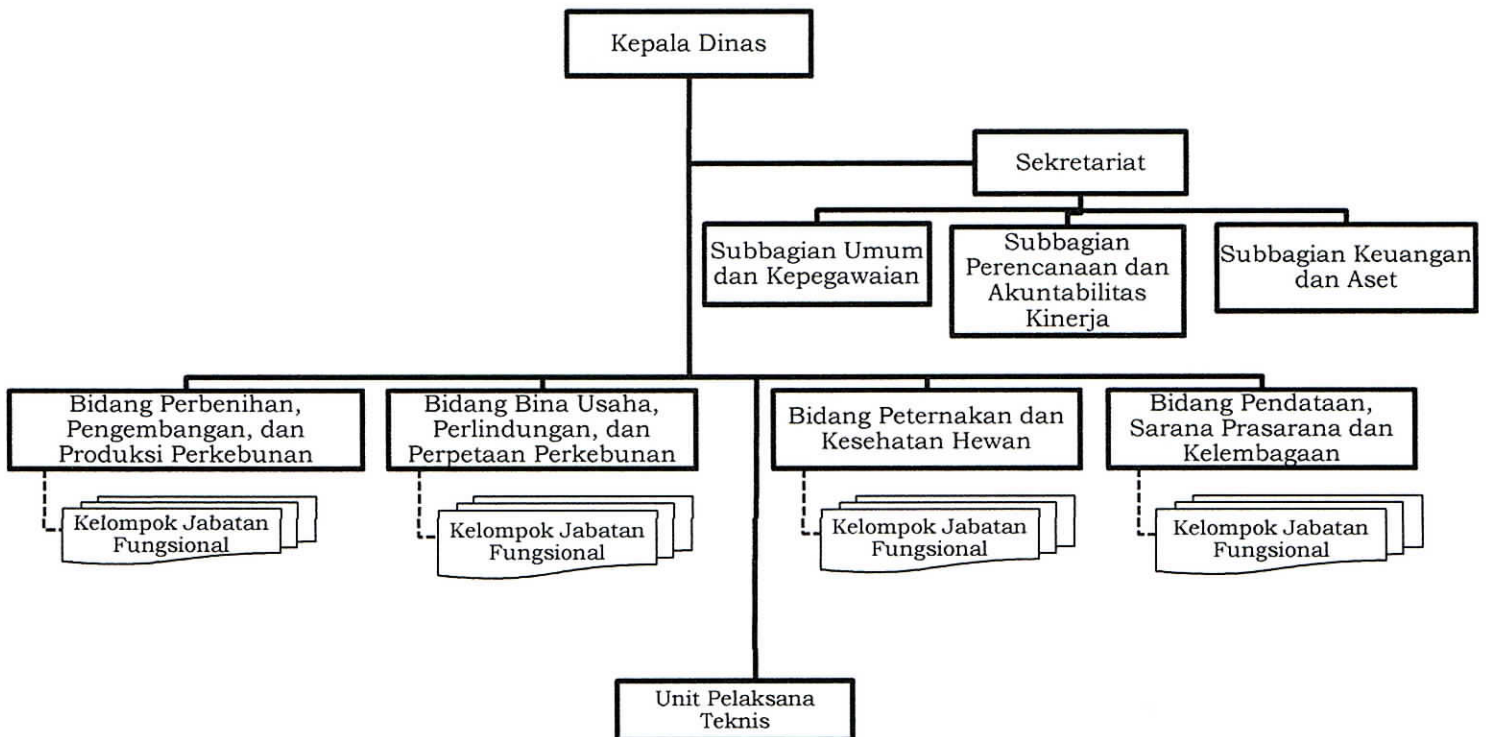 Kepala Dinas
Sekretariat
Subbagian Umum
dan Kepegawaian
Subbagian
Perencanaan dan
Akuntabilitas
Kinerja
Subbagian Keuangan
dan Aset
Bidang Perbenihan,
Pengembangan, dan
Produksi Perkebunan
Bidang Bina Usaha,
Perlindungan, dan
Perpetaan Perkebunan
Bidang Peternakan dan
Kesehatan Hewan
Bidang Pendataan,
Sarana Prasarana dan
Kelembagaan
Kelompok Jabatan
Fungsional
Kelompok Jabatan
Fungsional
Kelompok Jabatan
Fungsional
Kelompok Jabatan
Fungsional
Unit Pelaksana
Teknis